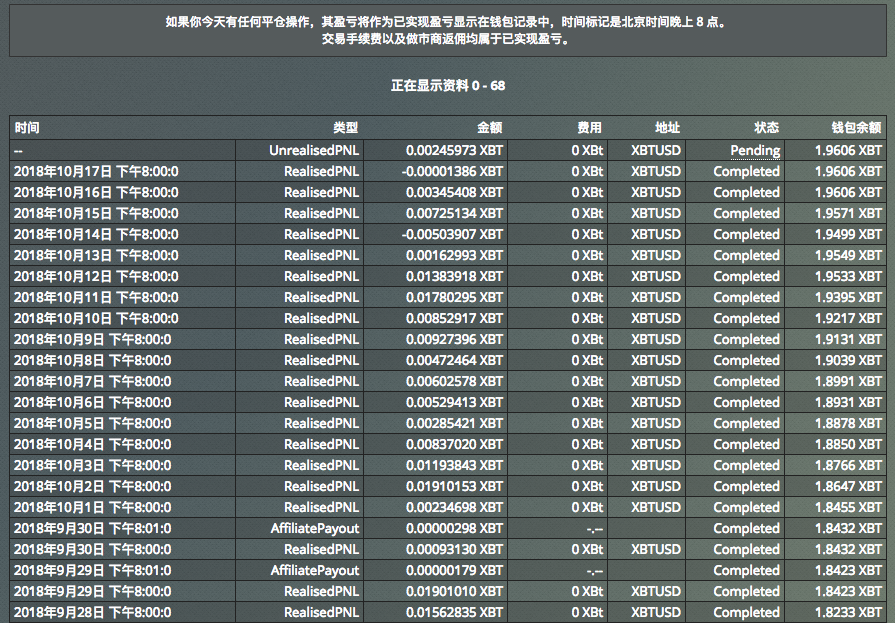 如果你今天有任何平仓操作，其盈亏将作为已实现盈亏显示在钱包记录中，时间标记是北京时间晚上 8 点。
交易手续费以及做市商返佣均属于已实现盈亏。
正在显示资料 0 - 68
时间 类型 金额 费用 地址 状态 钱包余额
-- UnrealisedPNL 0.00245973 XBT 0 XBt XBTUSD Pending 1.9606 XBT
2018年10月17日 下午8:00:0 RealisedPNL -0.00001386 XBT 0 XBt XBTUSD Completed 1.9606 XBT
2018年10月16日 下午8:00:0 RealisedPNL 0.00345408 XBT 0 XBt XBTUSD Completed 1.9606 XBT
2018年10月15日 下午8:00:0 RealisedPNL 0.00725134 XBT 0 XBt XBTUSD Completed 1.9571 XBT
2018年10月14日 下午8:00:0 RealisedPNL -0.00503907 XBT 0 XBt XBTUSD Completed 1.9499 XBT
2018年10月13日 下午8:00:0 RealisedPNL 0.00162993 XBT 0 XBt XBTUSD Completed 1.9549 XBT
2018年10月12日 下午8:00:0 RealisedPNL 0.01383918 XBT 0 XBt XBTUSD Completed 1.9533 XBT
2018年10月11日 下午8:00:0 RealisedPNL 0.01780295 XBT 0 XBt XBTUSD Completed 1.9395 XBT
2018年10月10日 下午8:00:0 RealisedPNL 0.00852917 XBT 0 XBt XBTUSD Completed 1.9217 XBT
2018年10月9日 下午8:00:0 RealisedPNL 0.00927396 XBT 0 XBt XBTUSD Completed 1.9131 XBT
2018年10月8日 下午8:00:0 RealisedPNL 0.00472464 XBT 0 XBt XBTUSD Completed 1.9039 XBT
2018年10月7日 下午8:00:0 RealisedPNL 0.00602578 XBT 0 XBt XBTUSD Completed 1.8991 XBT
2018年10月6日 下午8:00:0 RealisedPNL 0.00529413 XBT 0 XBt XBTUSD Completed 1.8931 XBT
2018年10月5日 下午8:00:0 RealisedPNL 0.00285421 XBT 0 XBt XBTUSD Completed 1.8878 XBT
2018年10月4日 下午8:00:0 RealisedPNL 0.00837020 XBT 0 XBt XBTUSD Completed 1.8850 XBT
2018年10月3日 下午8:00:0 RealisedPNL 0.01193843 XBT 0 XBt XBTUSD Completed 1.8766 XBT
2018年10月2日 下午8:00:0 RealisedPNL 0.01910153 XBT 0 XBt XBTUSD Completed 1.8647 XBT
2018年10月1日 下午8:00:0 RealisedPNL 0.00234698 XBT 0 XBt XBTUSD Completed 1.8455 XBT
2018年9月30日 下午8:01:0 AffiliatePayout 0.00000298 XBT -.-- Completed 1.8432 XBT
2018年9月30日 下午8:00:0 RealisedPNL 0.00093130 XBT 0 XBt XBTUSD Completed 1.8432 XBT
2018年9月29日 下午8:01:0 AffiliatePayout 0.00000179 XBT -.-- Completed 1.8423 XBT
2018年9月29日 下午8:00:0 RealisedPNL 0.01901010 XBT 0 XBt XBTUSD Completed 1.8423 XBT
2018年9月28日 下午8:00:0 RealisedPNL 0.01562835 XBT 0 XBt XBTUSD Completed 1.8233 XBT